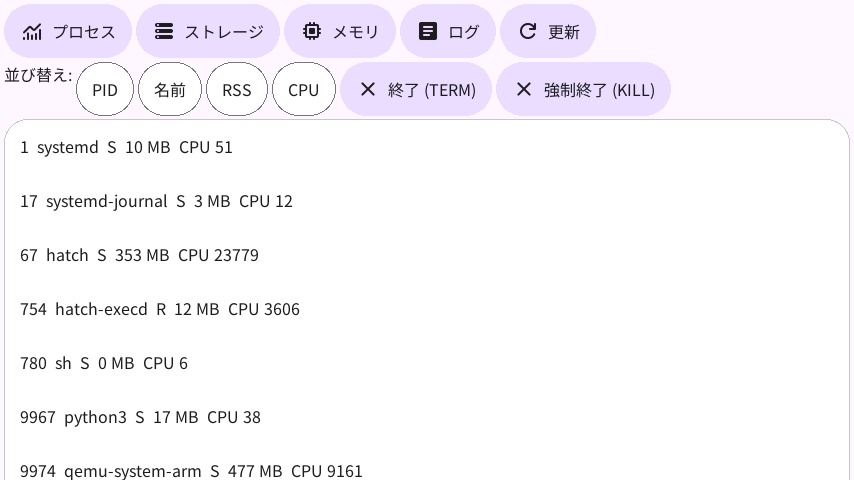 プロセス ストレージ メモリ ログ 更新
並び替え: PID 名前 RSS CPU 終了 (TERM) 強制終了 (KILL)
1 systemd S 10 MB CPU 51
17 systemd-journal S 3 MB CPU 12
67 hatch S 353 MB CPU 23779
754 hatch-execd R 12 MB CPU 3606
780 sh S 0 MB CPU 6
9967 python3 S 17 MB CPU 38
9974 qemu-system-arm S 477 MB CPU 9161